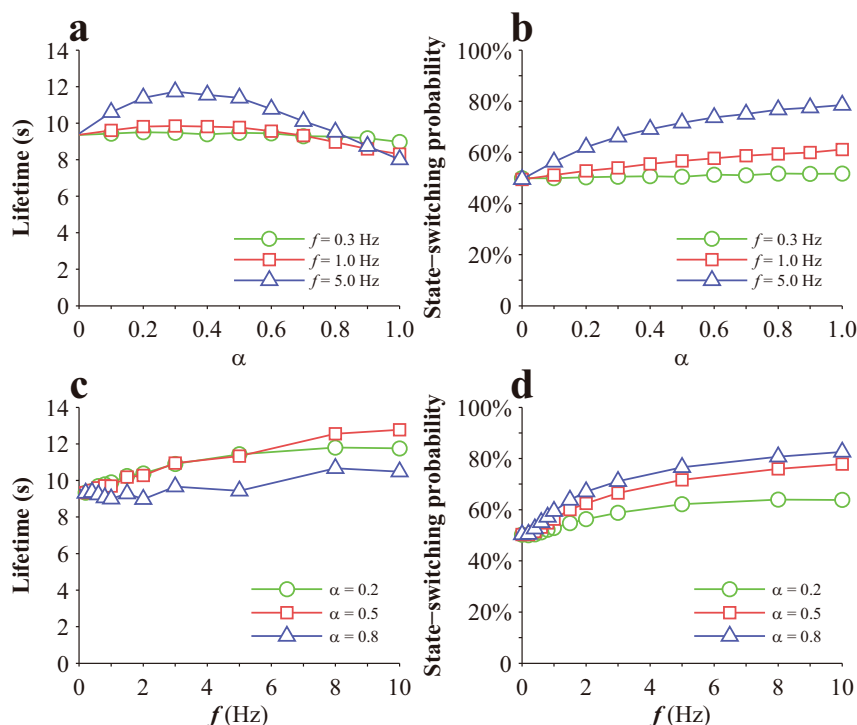 a
14
12
10
8
6
4
2
0
Lifetime (s)
0
0.2
0.4
0.6
0.8
1.0
α
f = 0.3 Hz
f = 1.0 Hz
f = 5.0 Hz
b
100%
80%
60%
40%
20%
0
State−switching probability
0
0.2
0.4
0.6
0.8
1.0
α
f = 0.3 Hz
f = 1.0 Hz
f = 5.0 Hz
c
14
12
10
8
6
4
2
0
Lifetime (s)
0
2
4
6
8
10
f (Hz)
α = 0.2
α = 0.5
α = 0.8
d
100%
80%
60%
40%
20%
0
State−switching probability
0
2
4
6
8
10
f (Hz)
α = 0.2
α = 0.5
α = 0.8